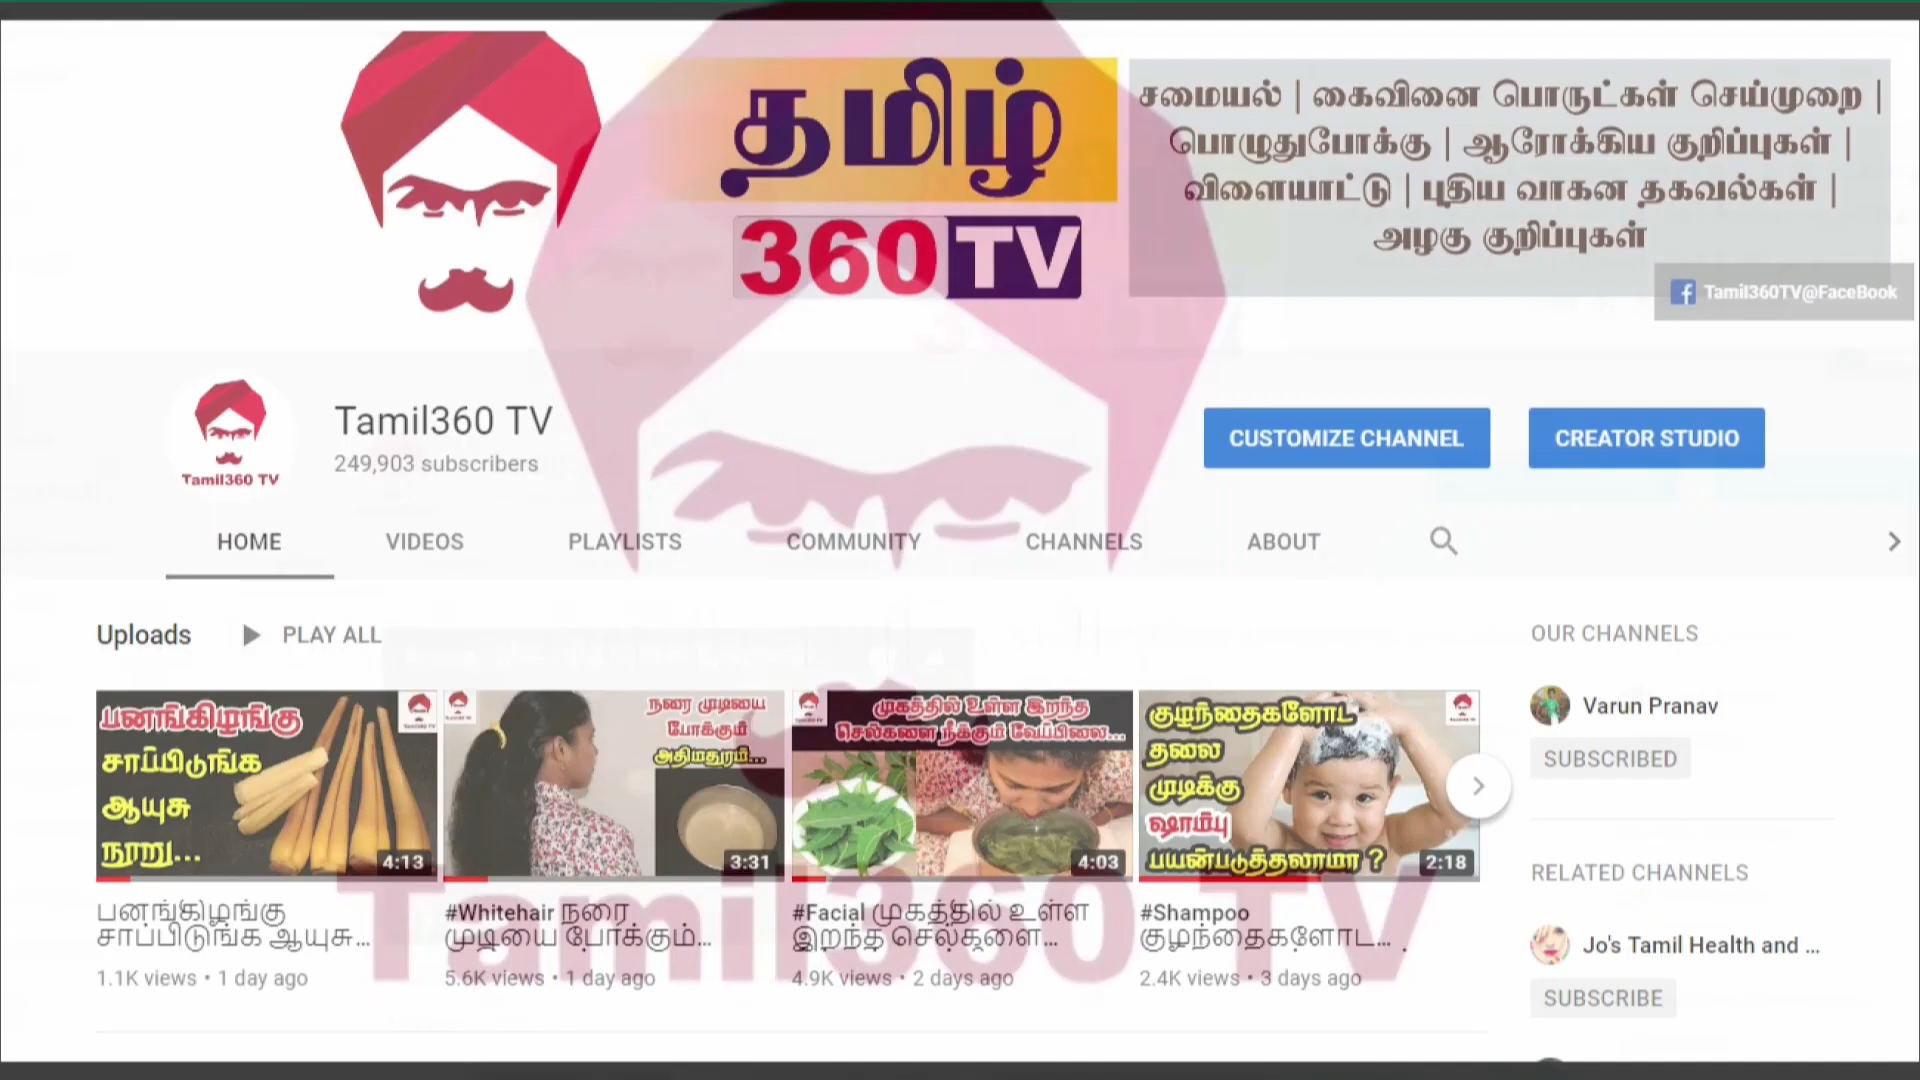 தமிழ்
360 TV
சமையல் | கைவினை பொருட்கள் செய்முறை |
பொழுதுபோக்கு | ஆரோக்கிய குறிப்புகள் |
விளையாட்டு | புதிய வாகன தகவல்கள் |
அழகு குறிப்புகள்
Tamil360TV@FaceBook
Tamil360 TV
Tamil360 TV
249,903 subscribers
CUSTOMIZE CHANNEL
CREATOR STUDIO
HOME VIDEOS PLAYLISTS COMMUNITY CHANNELS ABOUT
Uploads PLAY ALL
பனங்கிழங்கு
சாப்பிடுங்க
ஆயுசு
நூறு...
4:13
நரை முடியை
போக்கும்
அதிமதுரம்...
3:31
முகத்தில் உள்ள இறந்த
செல்களை நீக்கும் வேப்பிலை...
4:03
குழந்தைகளோட
தலை
முடிக்கு
ஷாம்பு
பயன்படுத்தலாமா ?
2:18
பனங்கிழங்கு
சாப்பிடுங்க ஆயுசு...
1.1K views • 1 day ago
#Whitehair நரை
முடியை போக்கும்...
5.6K views • 1 day ago
#Facial முகத்தில் உள்ள
இறந்த செல்களை...
4.9K views • 2 days ago
#Shampoo
குழந்தைகளோட...
2.4K views • 3 days ago
OUR CHANNELS
Varun Pranav
SUBSCRIBED
RELATED CHANNELS
Jo's Tamil Health and ...
SUBSCRIBE
Tamil360 TV